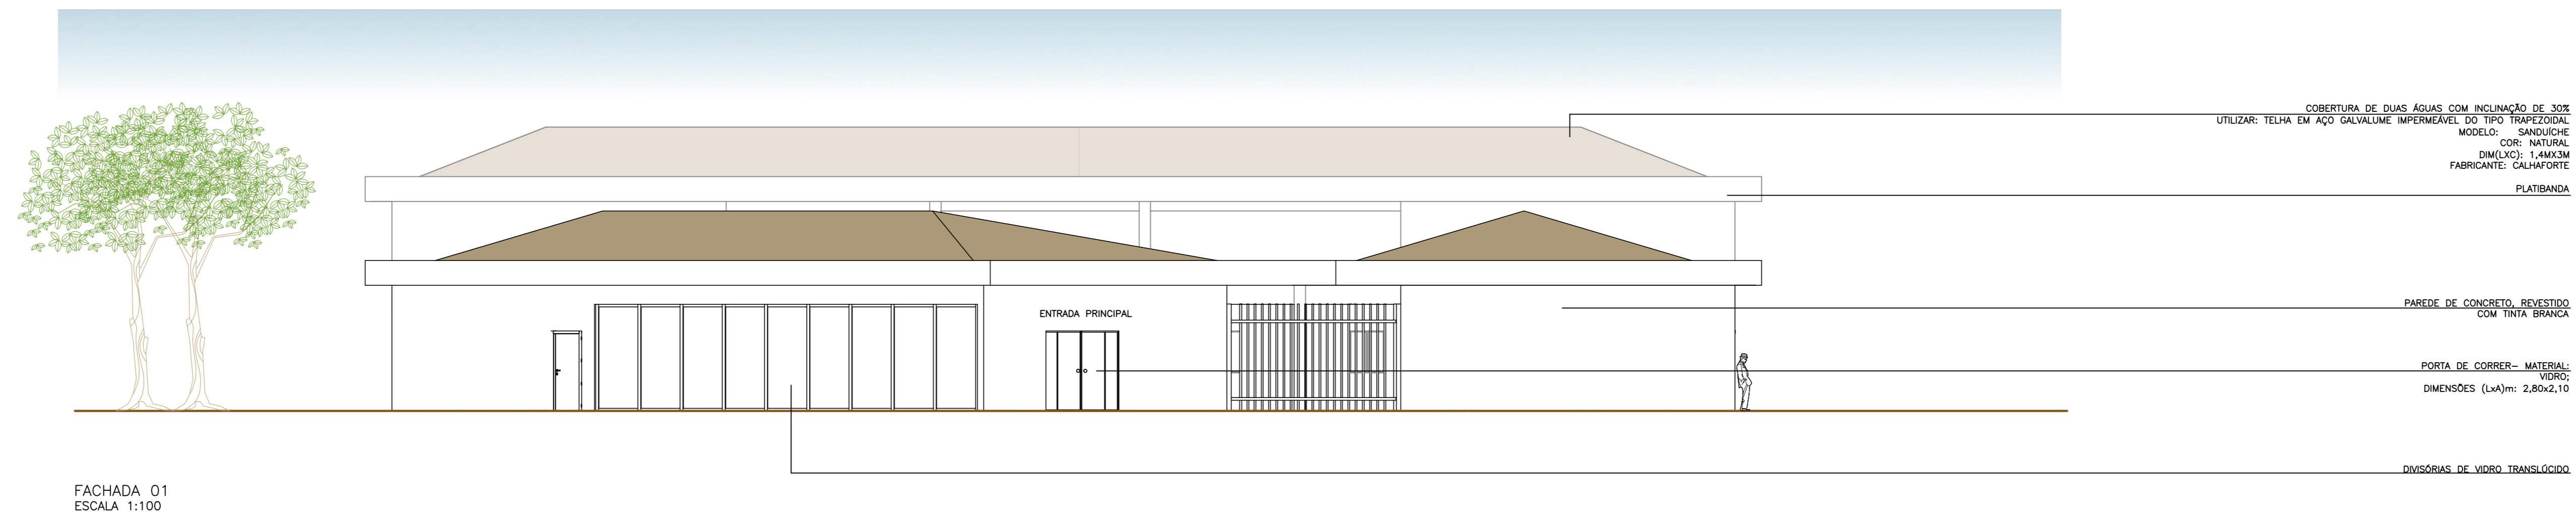 COBERTURA DE DUAS ÁGUAS COM INCLINAÇÃO DE 30%
UTILIZAR: TELHA EM AÇO GALVALUME IMPERMEÁVEL DO TIPO TRAPEZOIDAL
MODELO: SANDUÍCHE
COR: NATURAL
DIM(LXC): 1,4MX3M
FABRICANTE: CALHAFORTE
PLATIBANDA
PAREDE DE CONCRETO, REVESTIDO
COM TINTA BRANCA
ENTRADA PRINCIPAL
PORTA DE CORRER– MATERIAL:
VIDRO;
DIMENSÕES (LxA)m: 2,80x2,10
DIVISÓRIAS DE VIDRO TRANSLÚCIDO
FACHADA 01
ESCALA 1:100